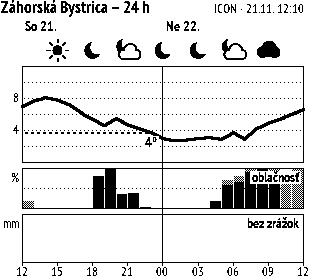 Záhorská Bystrica – 24 h
ICON · 21.11. 12:10
So 21.
Ne 22.
8
4
4°
%
oblačnosť
mm
bez zrážok
12 15 18 21 00 03 06 09 12